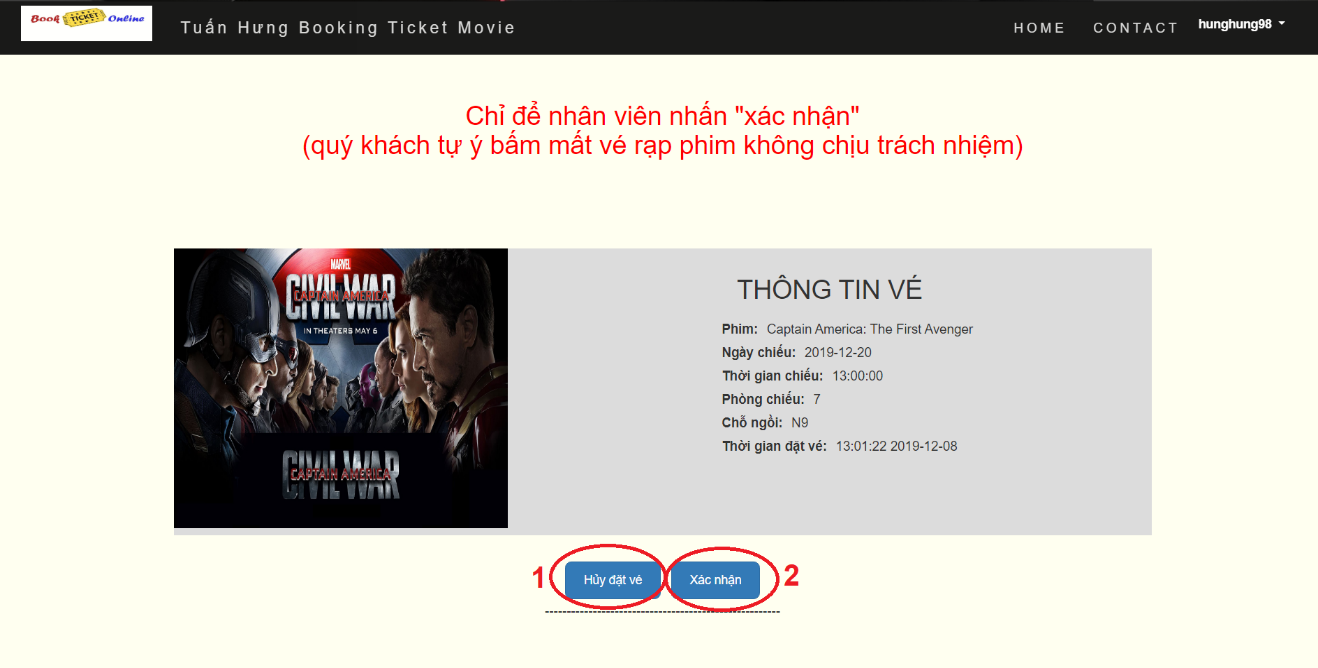 Book TICKET Online
Tuấn Hưng Booking Ticket Movie
HOME CONTACT hunghung98
Chỉ để nhân viên nhấn "xác nhận"
(quý khách tự ý bấm mất vé rạp phim không chịu trách nhiệm)
MARVEL
CIVIL WAR
CAPTAIN AMERICA
IN THEATERS MAY 6
CIVIL WAR
CAPTAIN AMERICA
THÔNG TIN VÉ
Phim: Captain America: The First Avenger
Ngày chiếu: 2019-12-20
Thời gian chiếu: 13:00:00
Phòng chiếu: 7
Chỗ ngồi: N9
Thời gian đặt vé: 13:01:22 2019-12-08
1 Hủy đặt vé Xác nhận 2